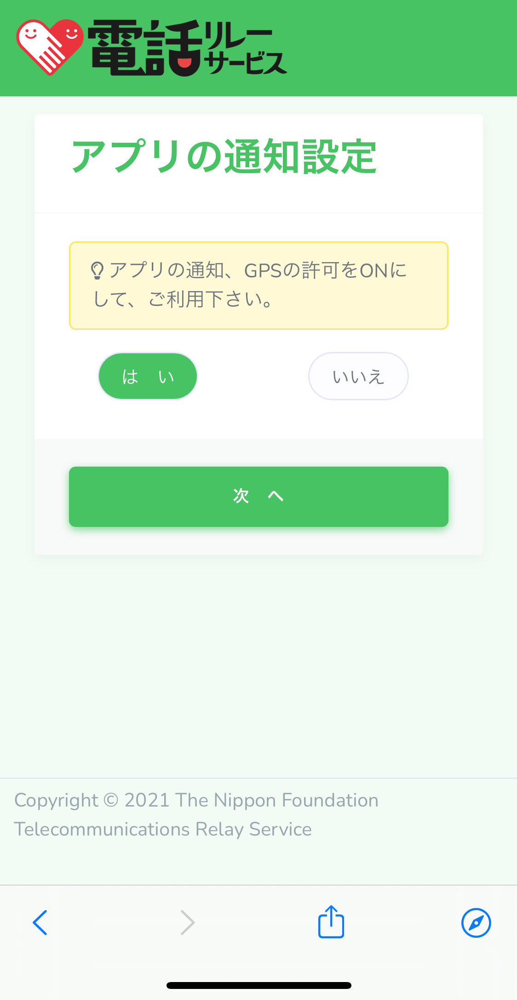 電話リレーサービス
アプリの通知設定
アプリの通知、GPSの許可をONに
して、ご利用下さい。
は　い
いいえ
次　へ
Copyright © 2021 The Nippon Foundation
Telecommunications Relay Service